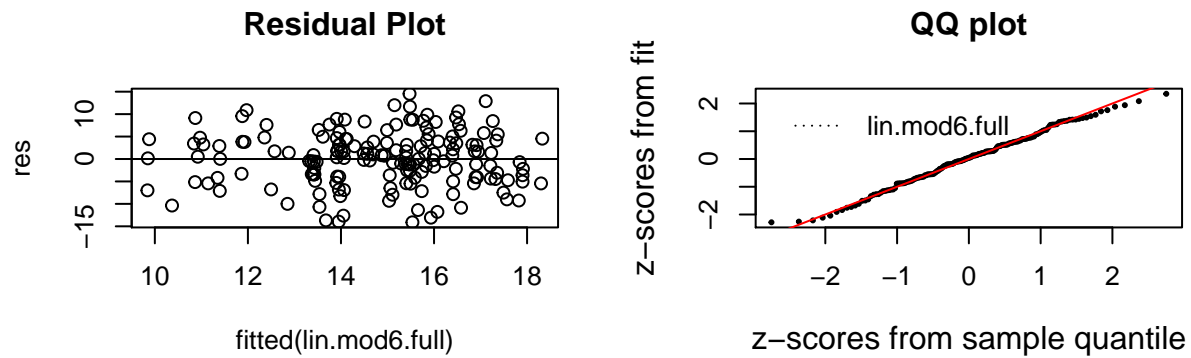 Residual Plot
res
−15
0
10
10
12
14
16
18
fitted(lin.mod6.full)
QQ plot
z−scores from fit
−2
0
2
lin.mod6.full
−2
−1
0
1
2
z−scores from sample quantile